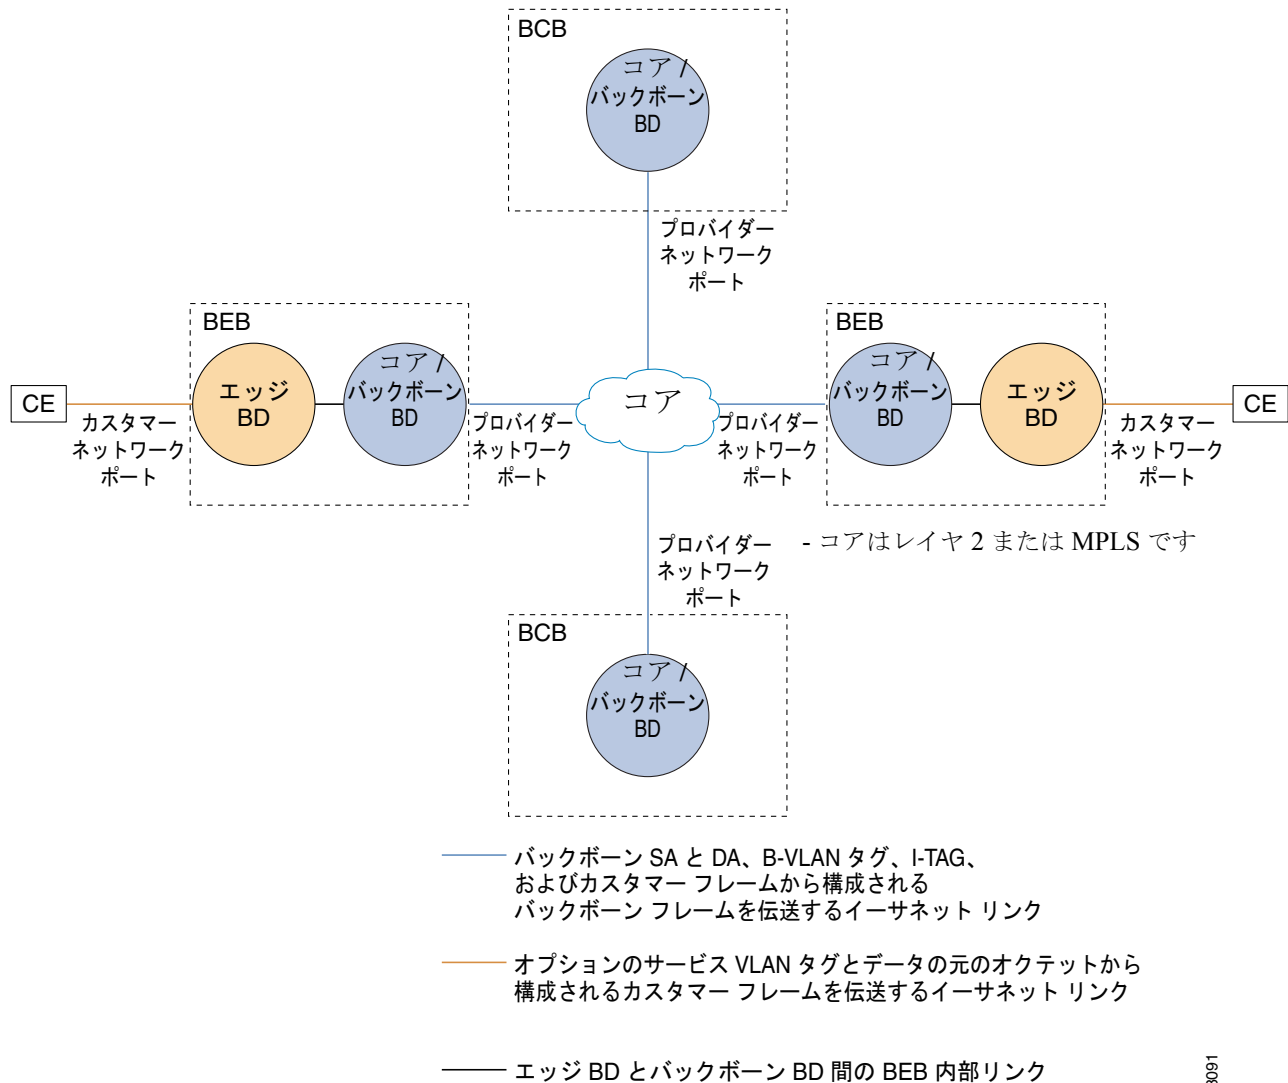 BCB
コア /
バックボーン
BD
プロバイダー
ネットワーク
ポート
BEB
エッジ
BD
コア /
バックボーン
BD
CE
カスタマー
ネットワーク
ポート
プロバイダー
ネットワーク
ポート
コア
プロバイダー
ネットワーク
ポート
BEB
コア /
バックボーン
BD
エッジ
BD
カスタマー
ネットワーク
ポート
CE
プロバイダー
ネットワーク
ポート
- コアはレイヤ 2 または MPLS です
BCB
コア /
バックボーン
BD
バックボーン SA と DA、B-VLAN タグ、I-TAG、
およびカスタマー フレームから構成される
バックボーン フレームを伝送するイーサネット リンク
オプションのサービス VLAN タグとデータの元のオクテットから
構成されるカスタマー フレームを伝送するイーサネット リンク
エッジ BD とバックボーン BD 間の BEB 内部リンク